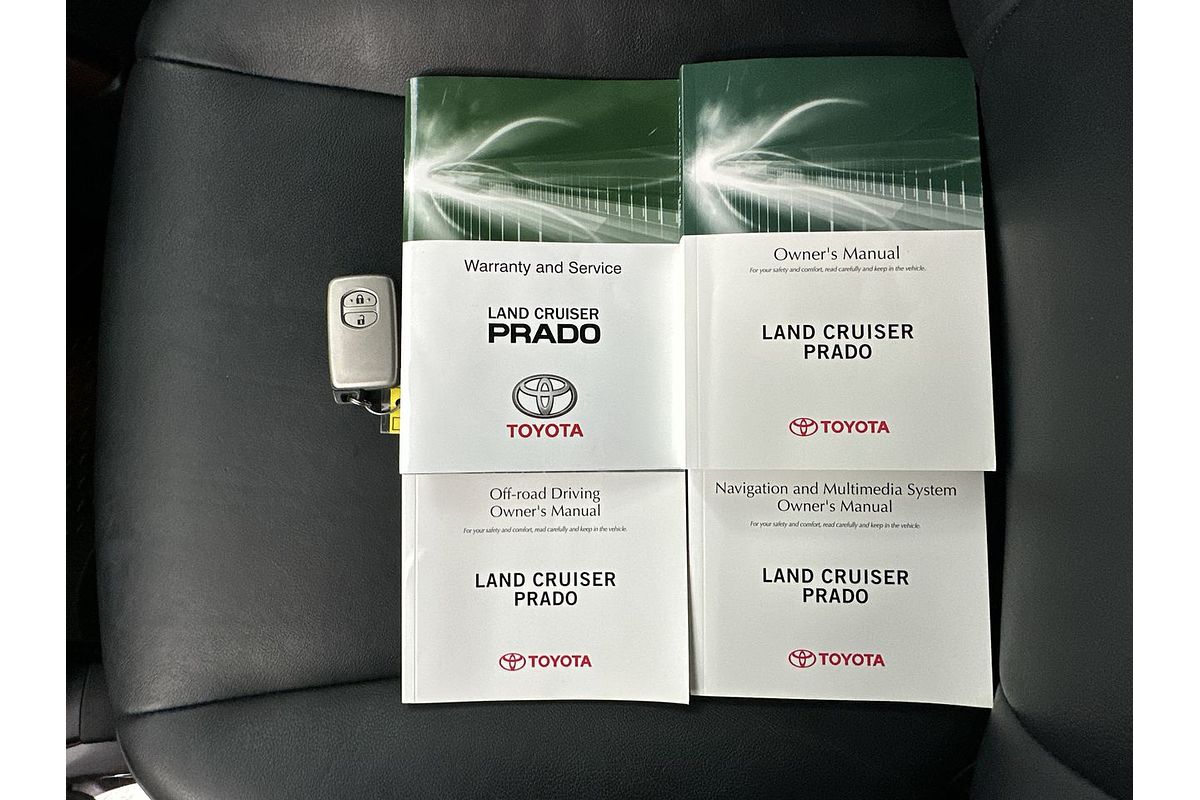 Warranty and Service
LAND CRUISER
PRADO
TOYOTA
Owner's Manual
For your safety and comfort, read carefully and keep in the vehicle.
LAND CRUISER
PRADO
TOYOTA
Off-road Driving
Owner's Manual
For your safety and comfort, read carefully and keep in the vehicle.
LAND CRUISER
PRADO
TOYOTA
Navigation and Multimedia System
Owner's Manual
For your safety and comfort, read carefully and keep in the vehicle.
LAND CRUISER
PRADO
TOYOTA